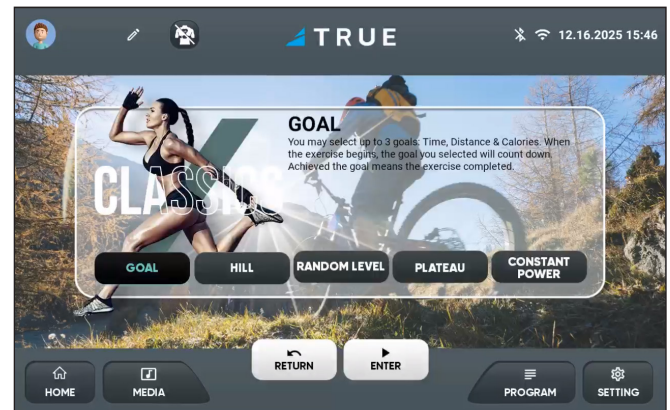 TRUE
12.16.2025 15:46
CLASSICS
GOAL
You may select up to 3 goals: Time, Distance & Calories. When
the exercise begins, the goal you selected will count down.
Achieved the goal means the exercise completed.
GOAL
HILL
RANDOM LEVEL
PLATEAU
CONSTANT
POWER
RETURN
ENTER
HOME
MEDIA
PROGRAM
SETTING